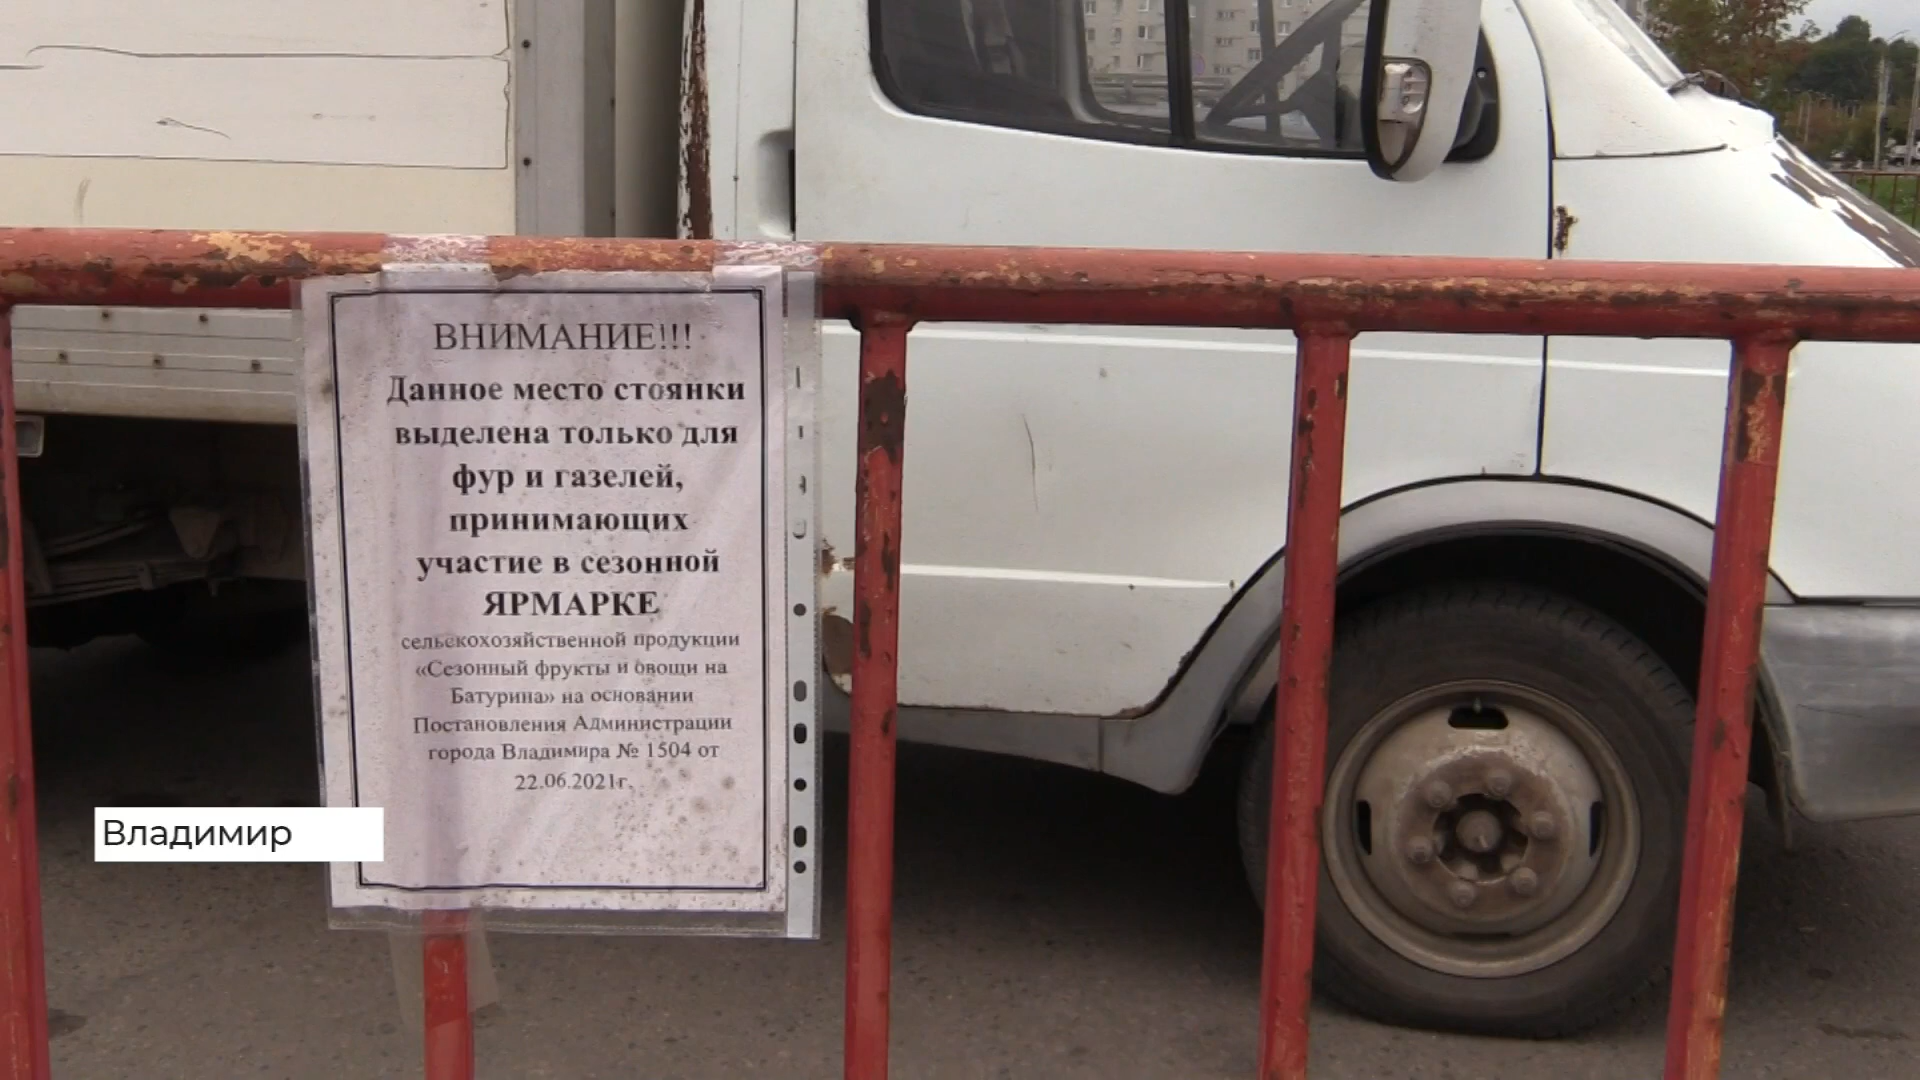 ВНИМАНИЕ!!!
Данное место стоянки
выделена только для
фур и газелей,
принимающих
участие в сезонной
ЯРМАРКЕ
сельскохозяйственной продукции
«Сезонный фрукты и овощи на
Батурина» на основании
Постановления Администрации
города Владимира № 1504 от
22.06.2021г.
Владимир